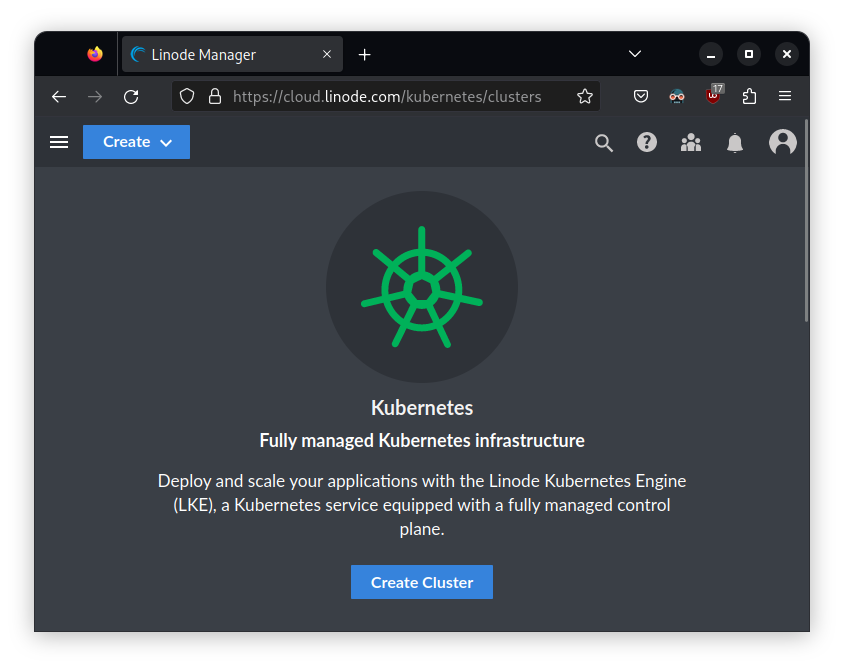 Linode Manager
https://cloud.linode.com/kubernetes/clusters
17
Create
Kubernetes
Fully managed Kubernetes infrastructure
Deploy and scale your applications with the Linode Kubernetes Engine
(LKE), a Kubernetes service equipped with a fully managed control
plane.
Create Cluster